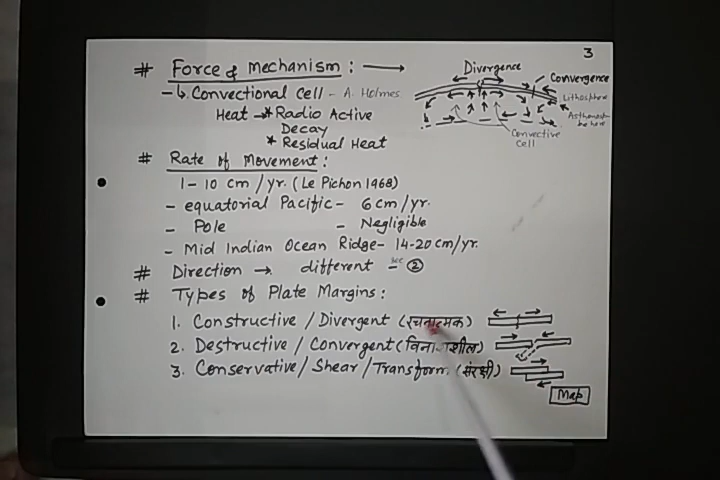 3
# Force & mechanism : →
Divergence
Convergence
- ↳ Convectional Cell - A. Holmes
Lithosphere
Heat → * Radio Active
Decay
* Residual Heat
Convective
Cell
# Rate of Movement :
1 - 10 cm / yr. ( Le Pichon 1968)
- equatorial Pacific - 6 cm / yr.
- Pole - Negligible
- Mid Indian Ocean Ridge - 14-20 cm/yr.
# Direction → different = ②
# Types of Plate Margins :
1. Constructive / Divergent (रचनात्मक)
2. Destructive / Convergent (विनाशशील)
3. Conservative / Shear / Transform (संरक्षी)
Map